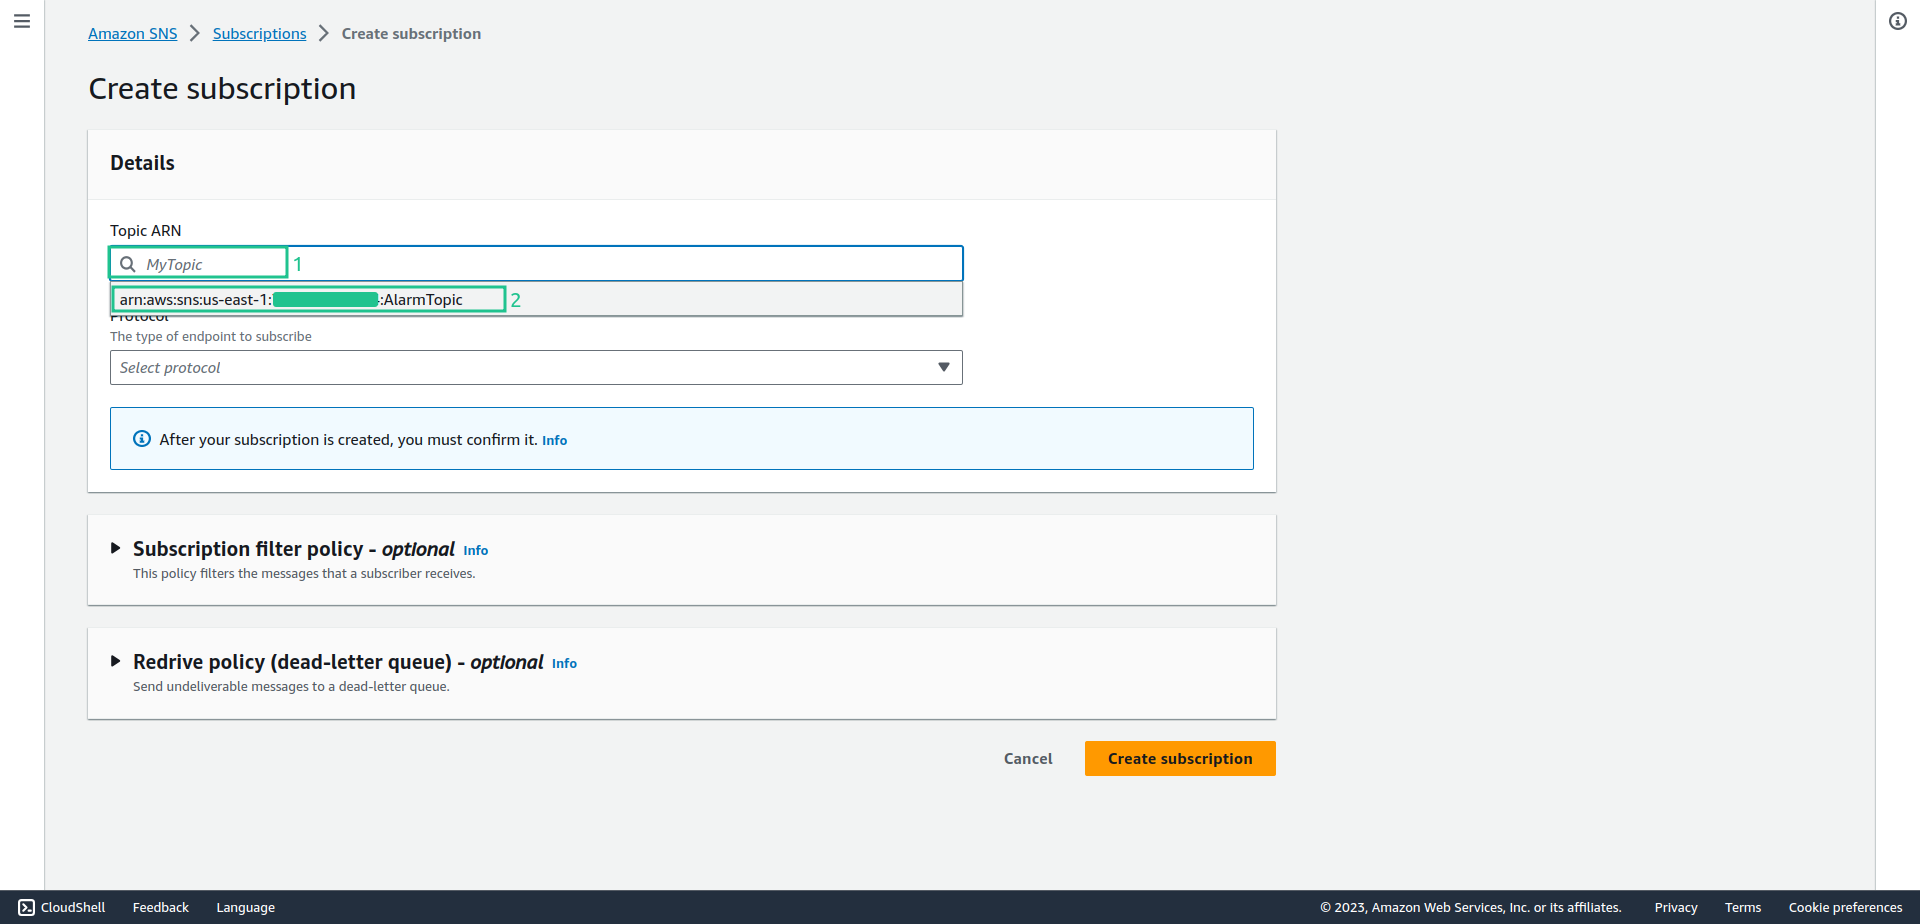 Amazon SNS > Subscriptions > Create subscription
Create subscription
Details
Topic ARN
MyTopic 1
arn:aws:sns:us-east-1: :AlarmTopic 2
Protocol
The type of endpoint to subscribe
Select protocol
After your subscription is created, you must confirm it. Info
Subscription filter policy - optional Info
This policy filters the messages that a subscriber receives.
Redrive policy (dead-letter queue) - optional Info
Send undeliverable messages to a dead-letter queue.
Cancel Create subscription
CloudShell Feedback Language © 2023, Amazon Web Services, Inc. or its affiliates. Privacy Terms Cookie preferences